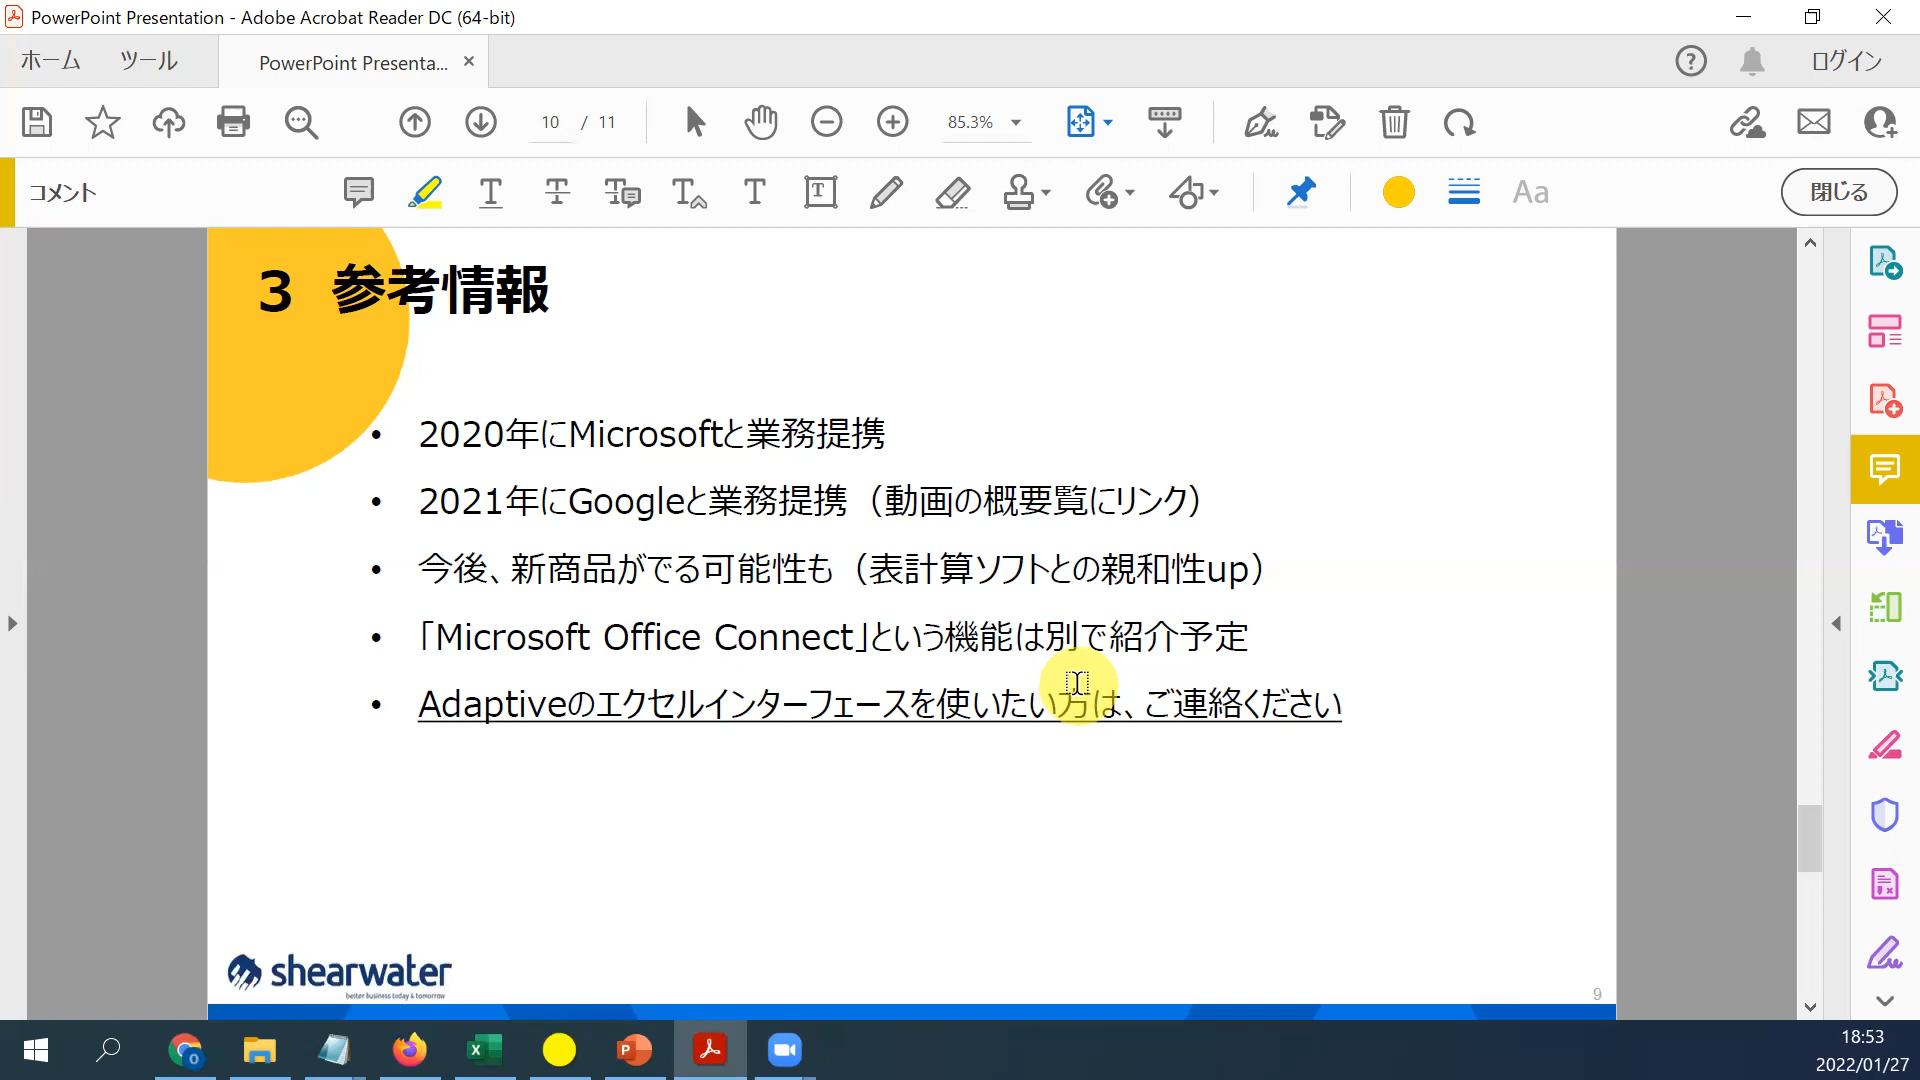 PowerPoint Presentation - Adobe Acrobat Reader DC (64-bit)
ホーム ツール PowerPoint Presenta... × ログイン
10 / 11 85.3%
コメント Aa 閉じる
3 参考情報
• 2020年にMicrosoftと業務提携
• 2021年にGoogleと業務提携（動画の概要覧にリンク）
• 今後、新商品がでる可能性も（表計算ソフトとの親和性up）
• 「Microsoft Office Connect」という機能は別で紹介予定
• Adaptiveのエクセルインターフェースを使いたい方は、ご連絡ください
shearwater
better business today & tomorrow
9
18:53
2022/01/27